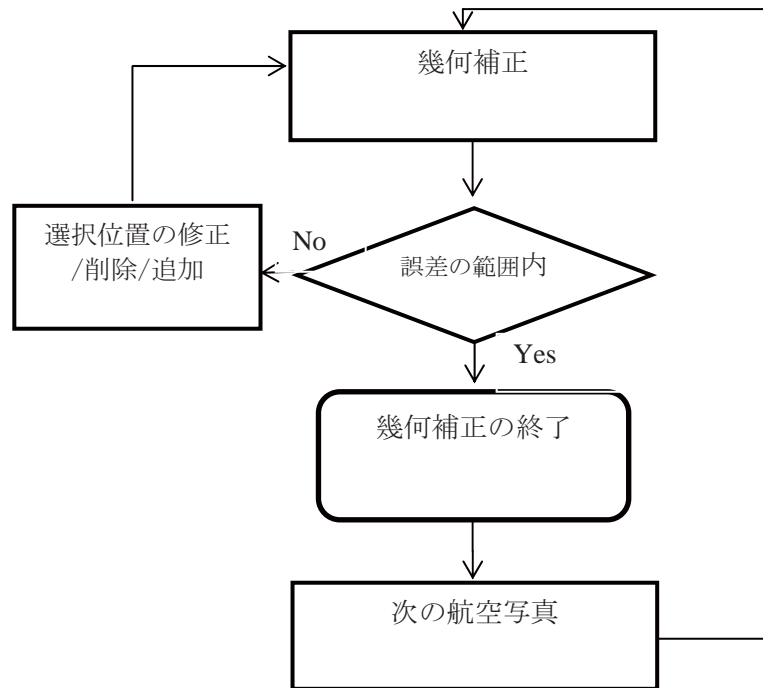 幾何補正
選択位置の修正
/削除/追加
No
誤差の範囲内
Yes
幾何補正の終了
次の航空写真